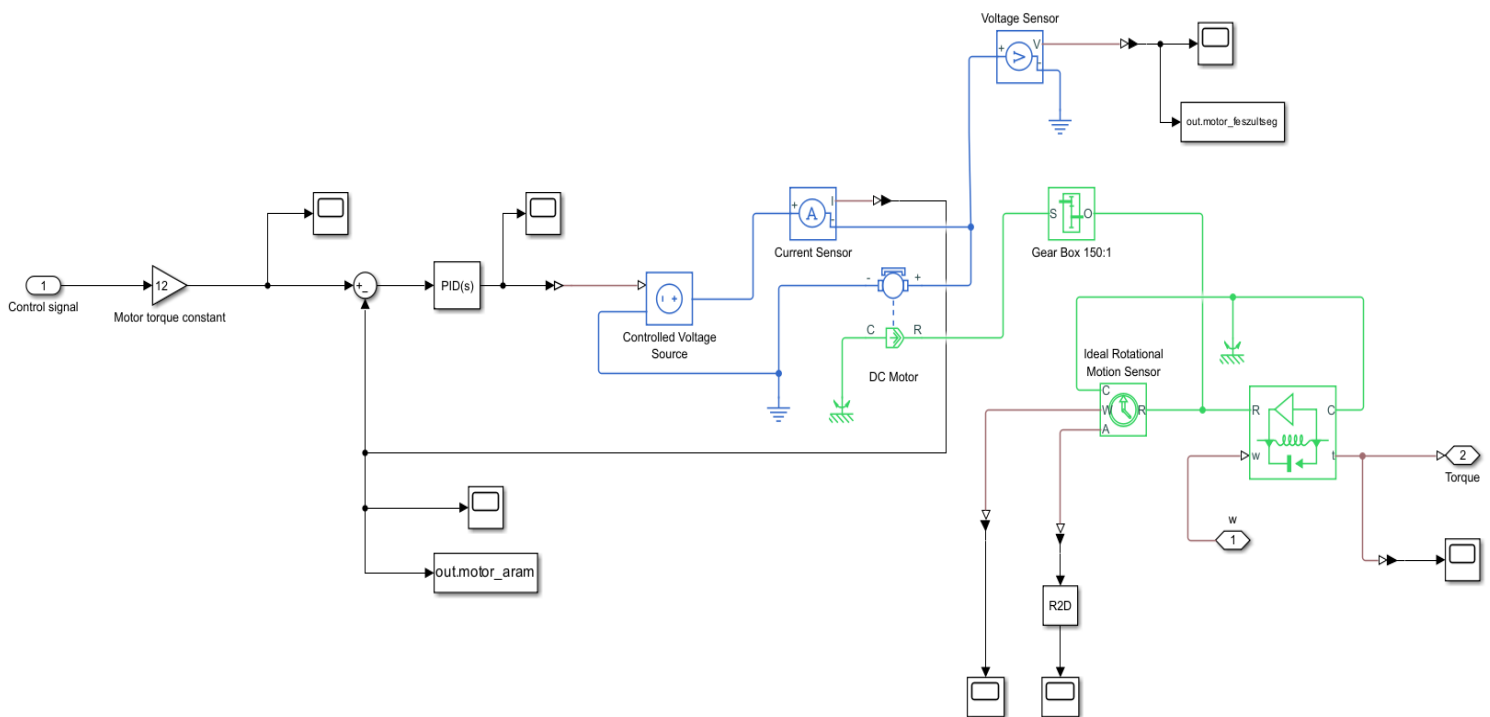 Voltage Sensor
+
V
V
-
out.motor_feszultseg
+
I
A
-
Current Sensor
S
O
Gear Box 150:1
1
Control signal
12
Motor torque constant
+
-
PID(s)
- +
Controlled Voltage
Source
-
+
C
R
DC Motor
Ideal Rotational
Motion Sensor
C
W
R
A
R
C
w
t
2
Torque
w
1
out.motor_aram
R2D